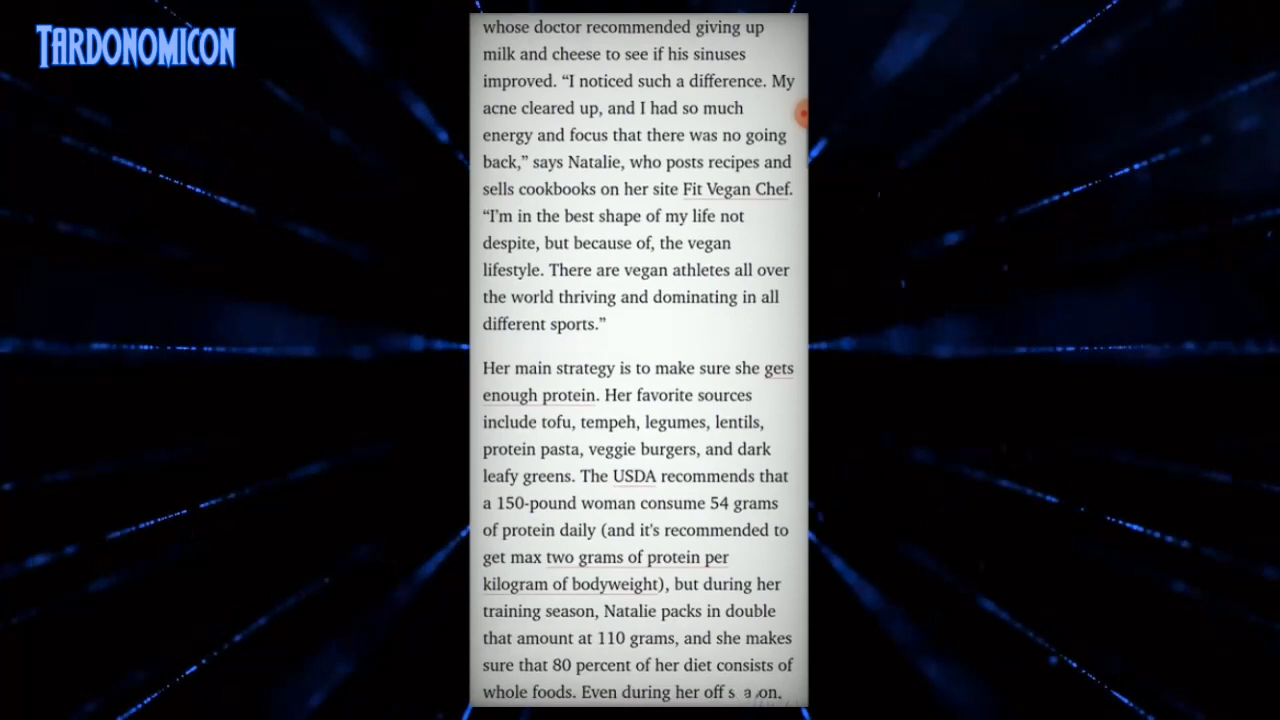 TARDONOMICON
whose doctor recommended giving up
milk and cheese to see if his sinuses
improved. “I noticed such a difference. My
acne cleared up, and I had so much
energy and focus that there was no going
back,” says Natalie, who posts recipes and
sells cookbooks on her site Fit Vegan Chef.
“I'm in the best shape of my life not
despite, but because of, the vegan
lifestyle. There are vegan athletes all over
the world thriving and dominating in all
different sports.”
Her main strategy is to make sure she gets
enough protein. Her favorite sources
include tofu, tempeh, legumes, lentils,
protein pasta, veggie burgers, and dark
leafy greens. The USDA recommends that
a 150-pound woman consume 54 grams
of protein daily (and it's recommended to
get max two grams of protein per
kilogram of bodyweight), but during her
training season, Natalie packs in double
that amount at 110 grams, and she makes
sure that 80 percent of her diet consists of
whole foods. Even during her off